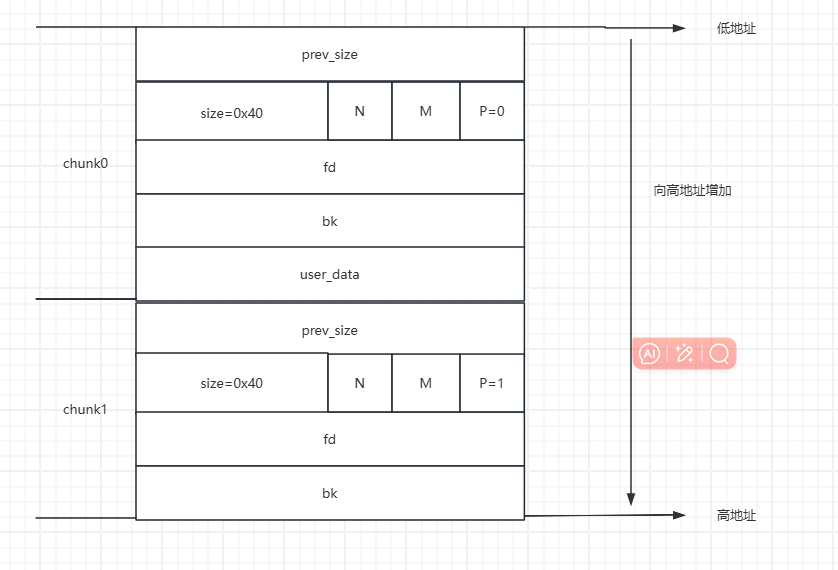 低地址
prev_size
size=0x40 N M P=0
chunk0
fd
向高地址增加
bk
user_data
prev_size
AI
size=0x40 N M P=1
chunk1
fd
bk
高地址